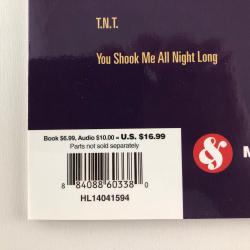 T.N.T.
You Shook Me All Night Long
Book $6.99, Audio $10.00 = U.S. $16.99
Parts not sold separately
8 84088 60338 0
HL14041594
&
M